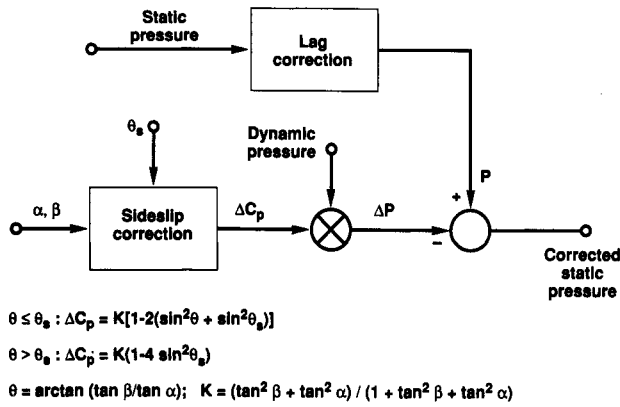 Static
pressure
Lag
correction
θₛ
Dynamic
pressure
P
+
α, β
Sideslip
correction
ΔCₚ
ΔP
−
Corrected
static
pressure
θ ≤ θₛ : ΔCₚ = K[1-2(sin²θ + sin²θₛ)]
θ > θₛ : ΔCₚ = K(1-4 sin²θₛ)
θ = arctan (tan β/tan α); K = (tan² β + tan² α) / (1 + tan² β + tan² α)